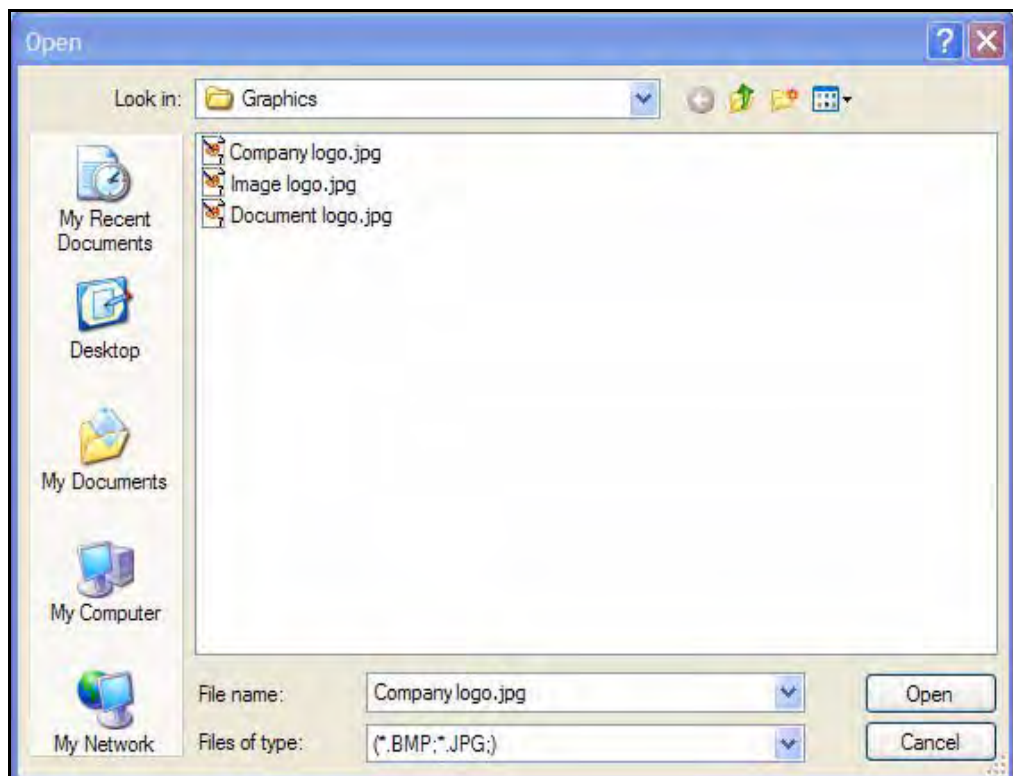 Open
Look in:
Graphics
Company logo.jpg
Image logo.jpg
Document logo.jpg
My Recent
Documents
Desktop
My Documents
My Computer
My Network
File name:
Company logo.jpg
Open
Files of type:
(*.BMP;*.JPG;)
Cancel